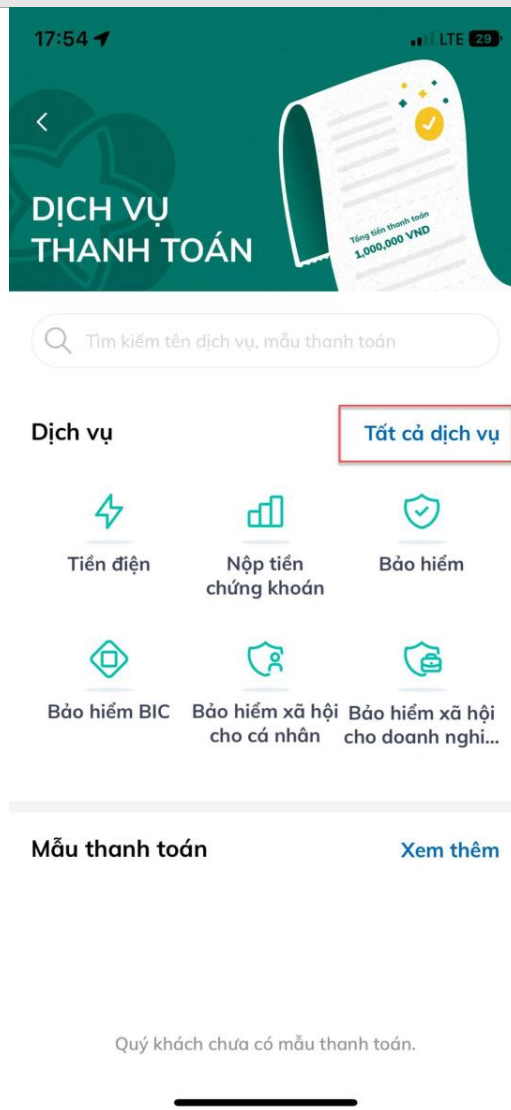 17:54
LTE 29
DỊCH VỤ
THANH TOÁN
Tổng tiền thanh toán
1,000,000 VND
Tìm kiếm tên dịch vụ, mẫu thanh toán
Dịch vụ
Tất cả dịch vụ
Tiền điện
Nộp tiền
chứng khoán
Bảo hiểm
Bảo hiểm BIC
Bảo hiểm xã hội
cho cá nhân
Bảo hiểm xã hội
cho doanh nghi...
Mẫu thanh toán
Xem thêm
Quý khách chưa có mẫu thanh toán.